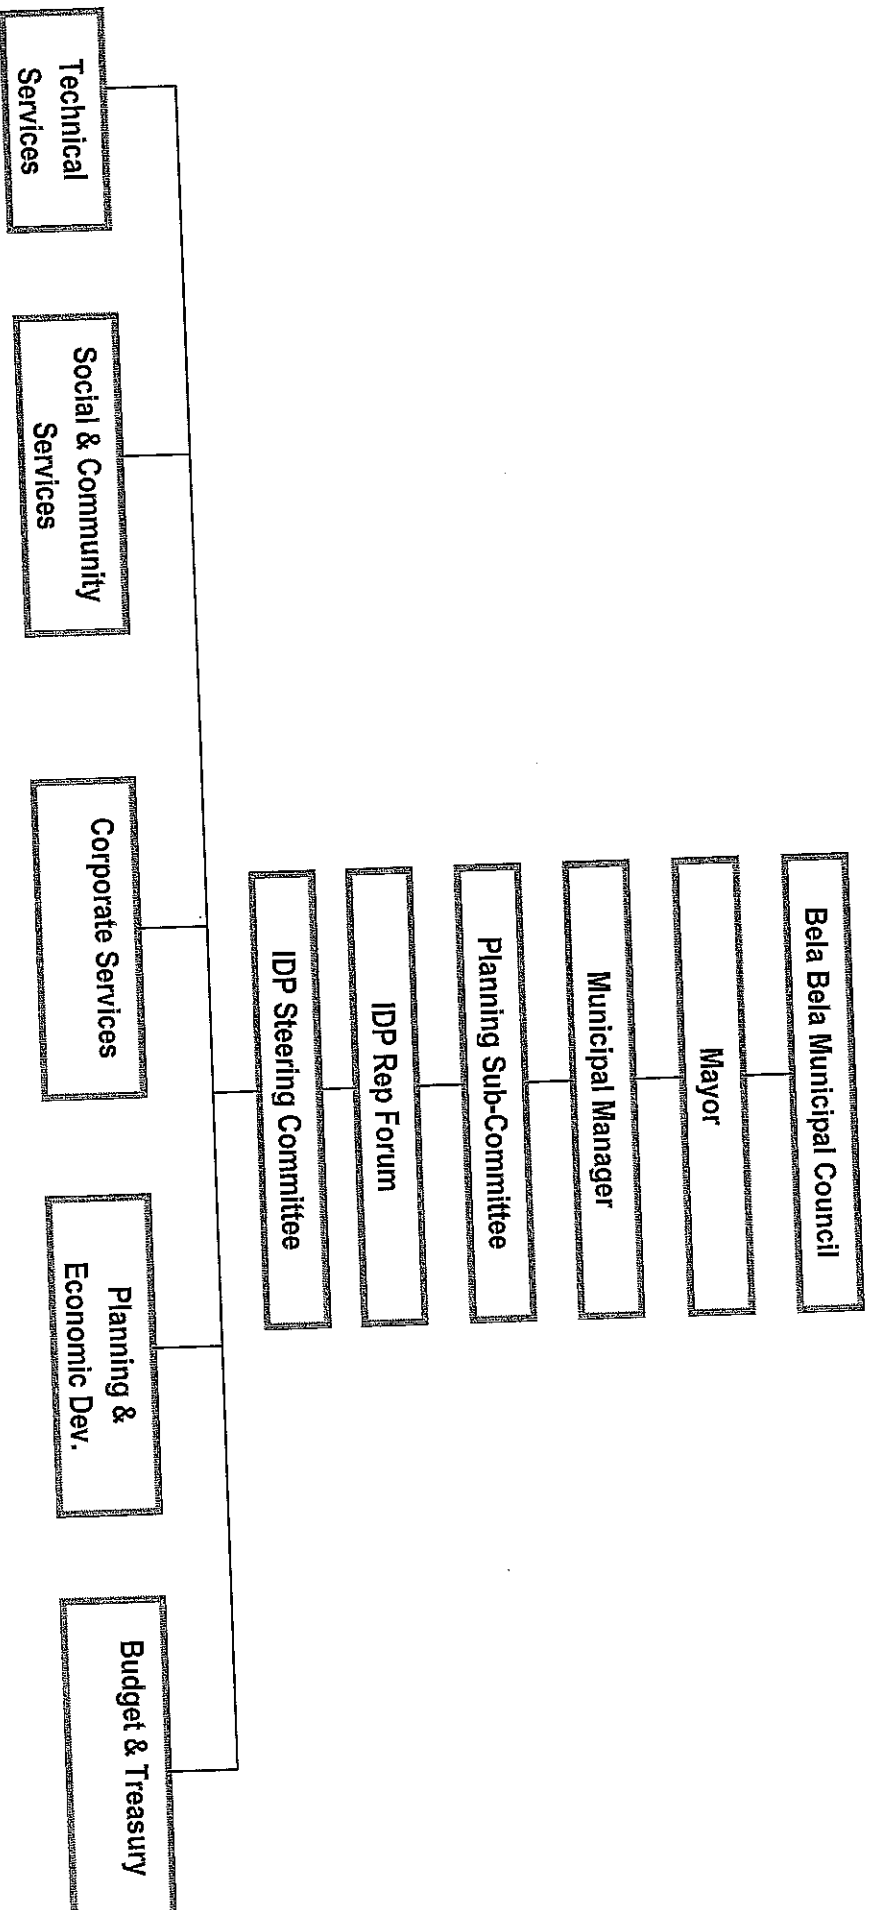 Bela Bela Municipal Council
Mayor
Municipal Manager
Planning Sub-Committee
IDP Rep Forum
IDP Steering Committee
Technical
Services
Social & Community
Services
Corporate Services
Planning &
Economic Dev.
Budget & Treasury